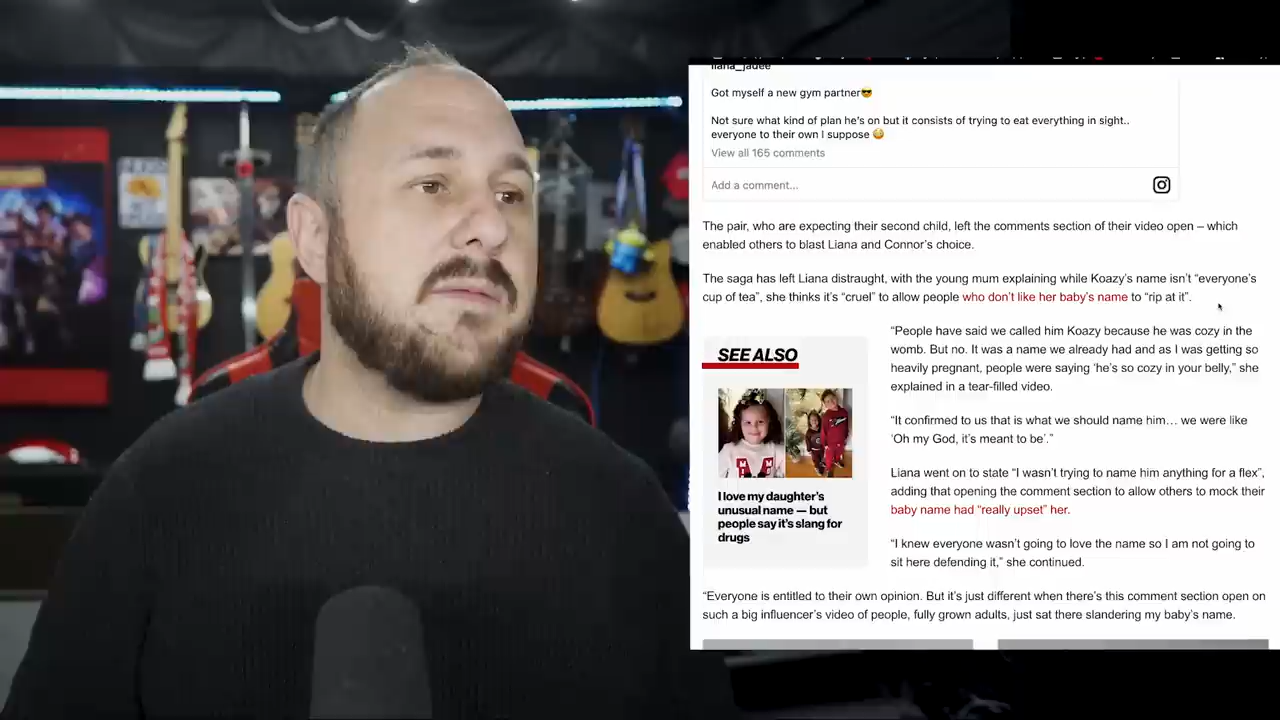 liana_jadee
Got myself a new gym partner😎
Not sure what kind of plan he's on but it consists of trying to eat everything in sight..
everyone to their own I suppose 😳
View all 165 comments
Add a comment...
The pair, who are expecting their second child, left the comments section of their video open – which
enabled others to blast Liana and Connor's choice.
The saga has left Liana distraught, with the young mum explaining while Koazy's name isn't "everyone's
cup of tea", she thinks it's "cruel" to allow people who don't like her baby's name to "rip at it".
SEE ALSO
I love my daughter's
unusual name — but
people say it's slang for
drugs
"People have said we called him Koazy because he was cozy in the
womb. But no. It was a name we already had and as I was getting so
heavily pregnant, people were saying 'he's so cozy in your belly," she
explained in a tear-filled video.
"It confirmed to us that is what we should name him… we were like
'Oh my God, it's meant to be'."
Liana went on to state "I wasn't trying to name him anything for a flex",
adding that opening the comment section to allow others to mock their
baby name had "really upset" her.
"I knew everyone wasn't going to love the name so I am not going to
sit here defending it," she continued.
"Everyone is entitled to their own opinion. But it's just different when there's this comment section open on
such a big influencer's video of people, fully grown adults, just sat there slandering my baby's name.